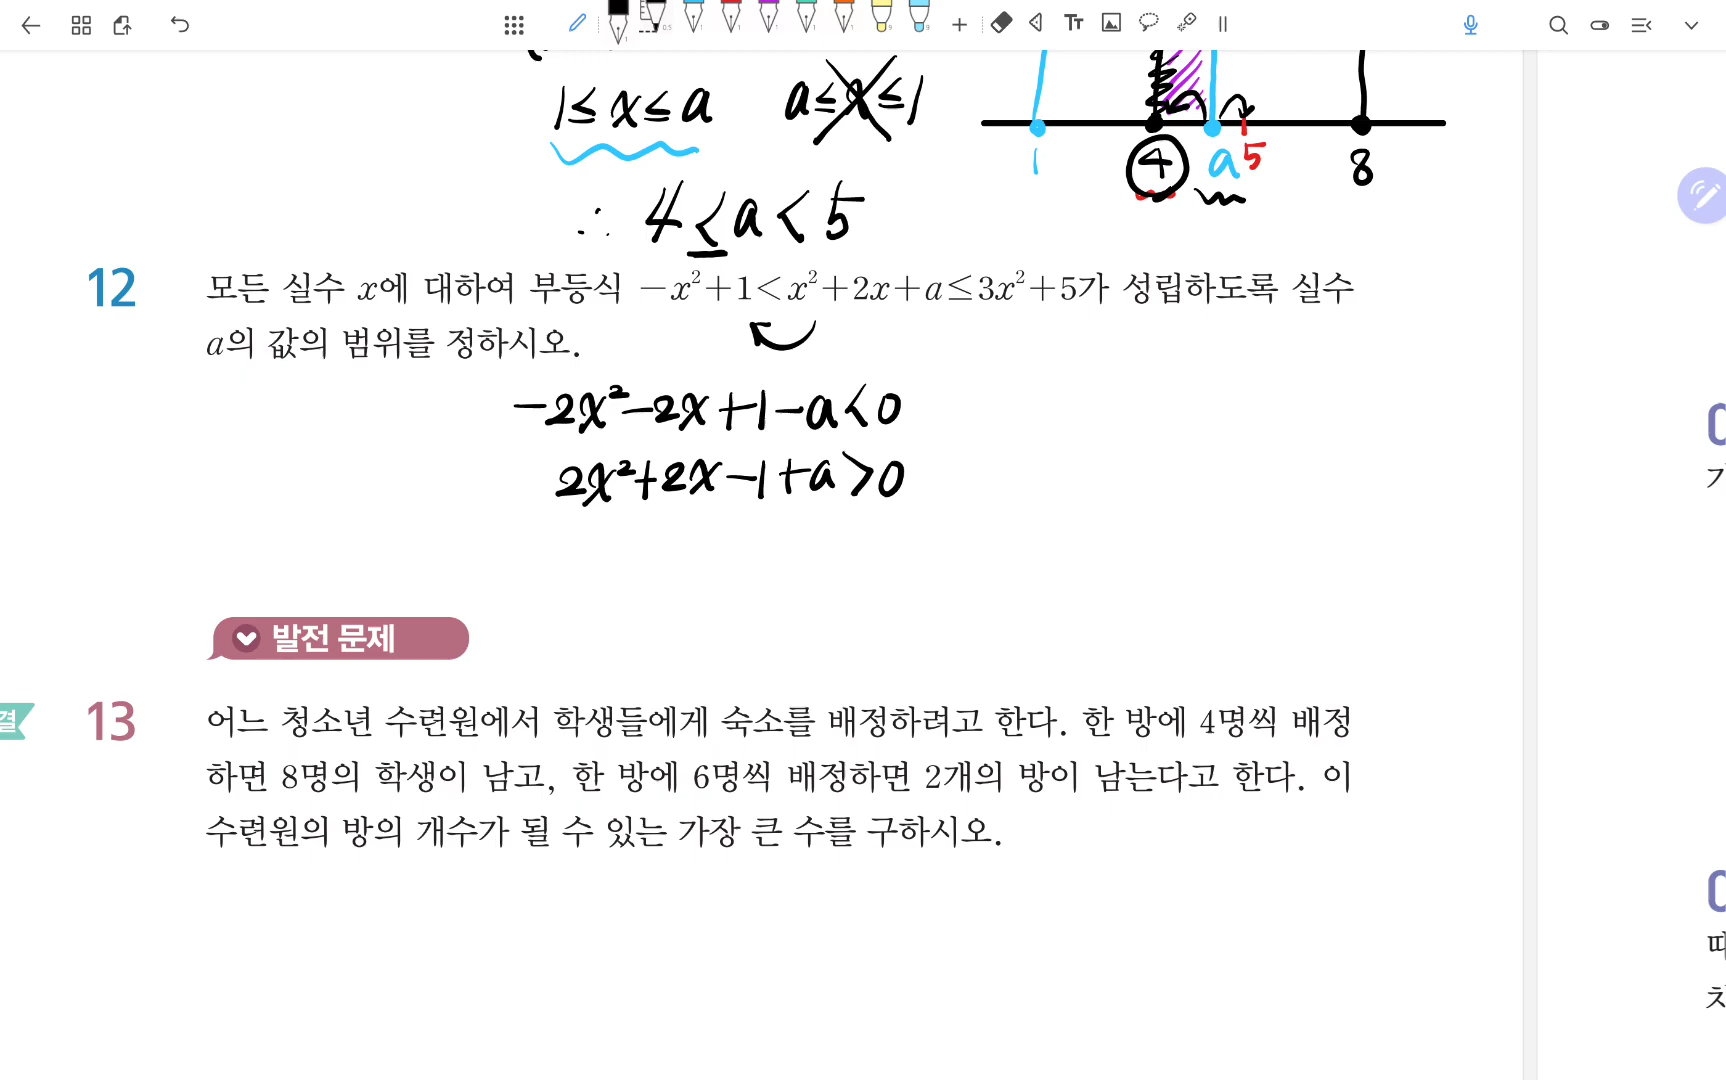 1≤x≤a a≤x≤1
∴ 4≤a<5
1 4 a 5 8
12 모든 실수 x에 대하여 부등식 −x²+1<x²+2x+a≤3x²+5가 성립하도록 실수
a의 값의 범위를 정하시오.
−2x²−2x+1−a<0
2x²+2x−1+a>0
발전 문제
결 13 어느 청소년 수련원에서 학생들에게 숙소를 배정하려고 한다. 한 방에 4명씩 배정
하면 8명의 학생이 남고, 한 방에 6명씩 배정하면 2개의 방이 남는다고 한다. 이
수련원의 방의 개수가 될 수 있는 가장 큰 수를 구하시오.